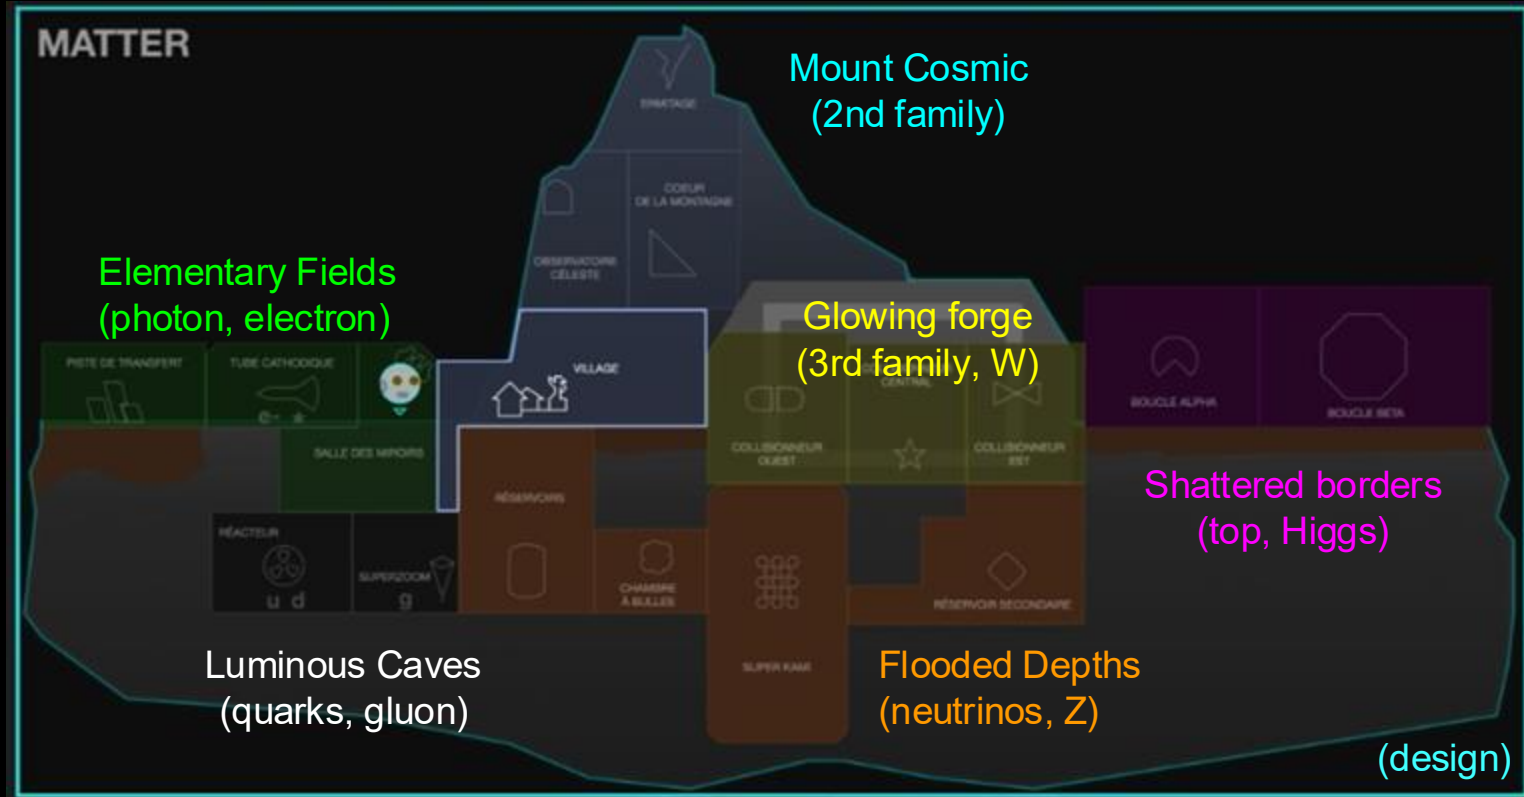 MATTER
Mount Cosmic
(2nd family)
ERMITAGE
COEUR
DE LA MONTAGNE
OBSERVATOIRE
CÉLESTE
Elementary Fields
(photon, electron)
Glowing forge
(3rd family, W)
PISTE DE TRANSFERT
TUBE CATHODIQUE
e-
VILLAGE
CENTRAL
BOUCLE ALPHA
BOUCLE BETA
SALLE DES MIROIRS
COLLISIONNEUR
OUEST
COLLISIONNEUR
EST
Shattered borders
(top, Higgs)
RÉSERVOIRS
RÉACTEUR
u d
SUPERZOOM
g
CHAMBRE
À BULLES
RÉSERVOIR SECONDAIRE
Luminous Caves
(quarks, gluon)
SUPER KAMI
Flooded Depths
(neutrinos, Z)
(design)